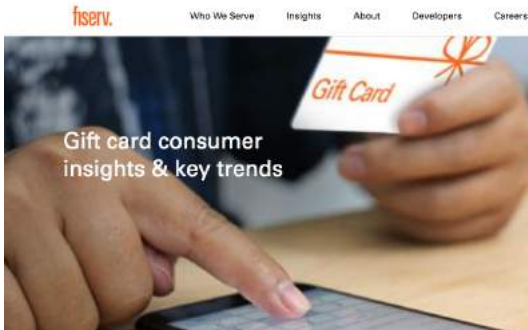 fiserv.
Who We Serve Insights About Developers Careers
Gift Card
Gift card consumer
insights & key trends